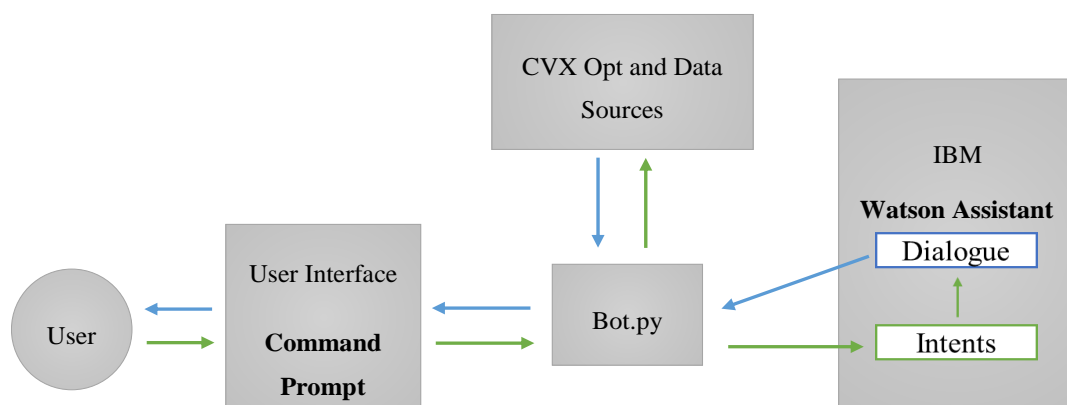 User
User Interface
Command
Prompt
CVX Opt and Data
Sources
Bot.py
IBM
Watson Assistant
Dialogue
Intents